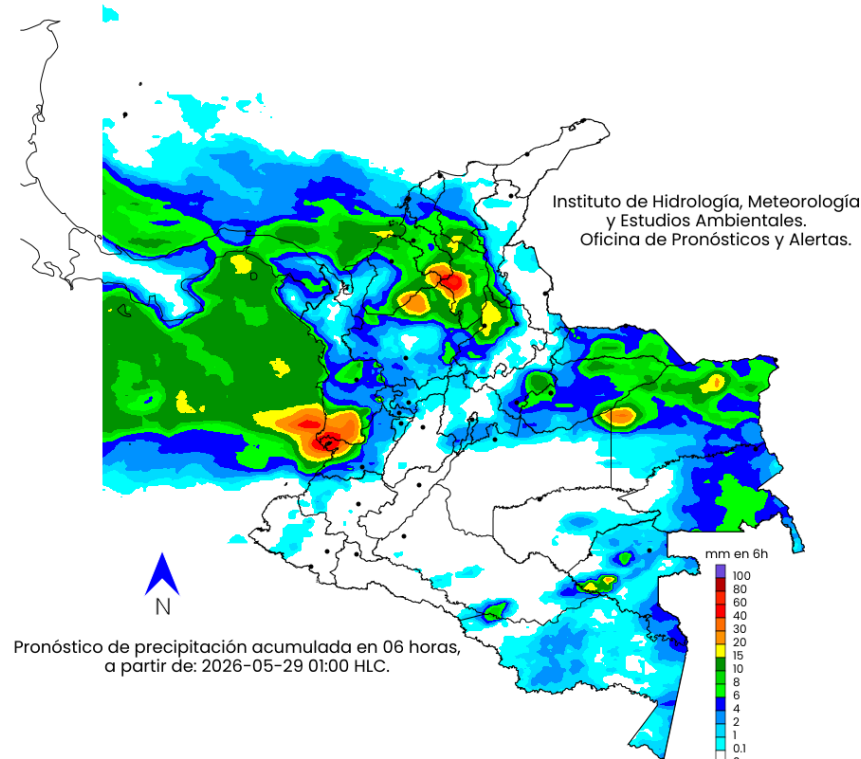 Instituto de Hidrología, Meteorología
y Estudios Ambientales.
Oficina de Pronósticos y Alertas.
mm en 6h
100
80
60
40
30
20
15
10
8
6
4
2
1
0.1
N
Pronóstico de precipitación acumulada en 06 horas,
a partir de: 2026-05-29 01:00 HLC.